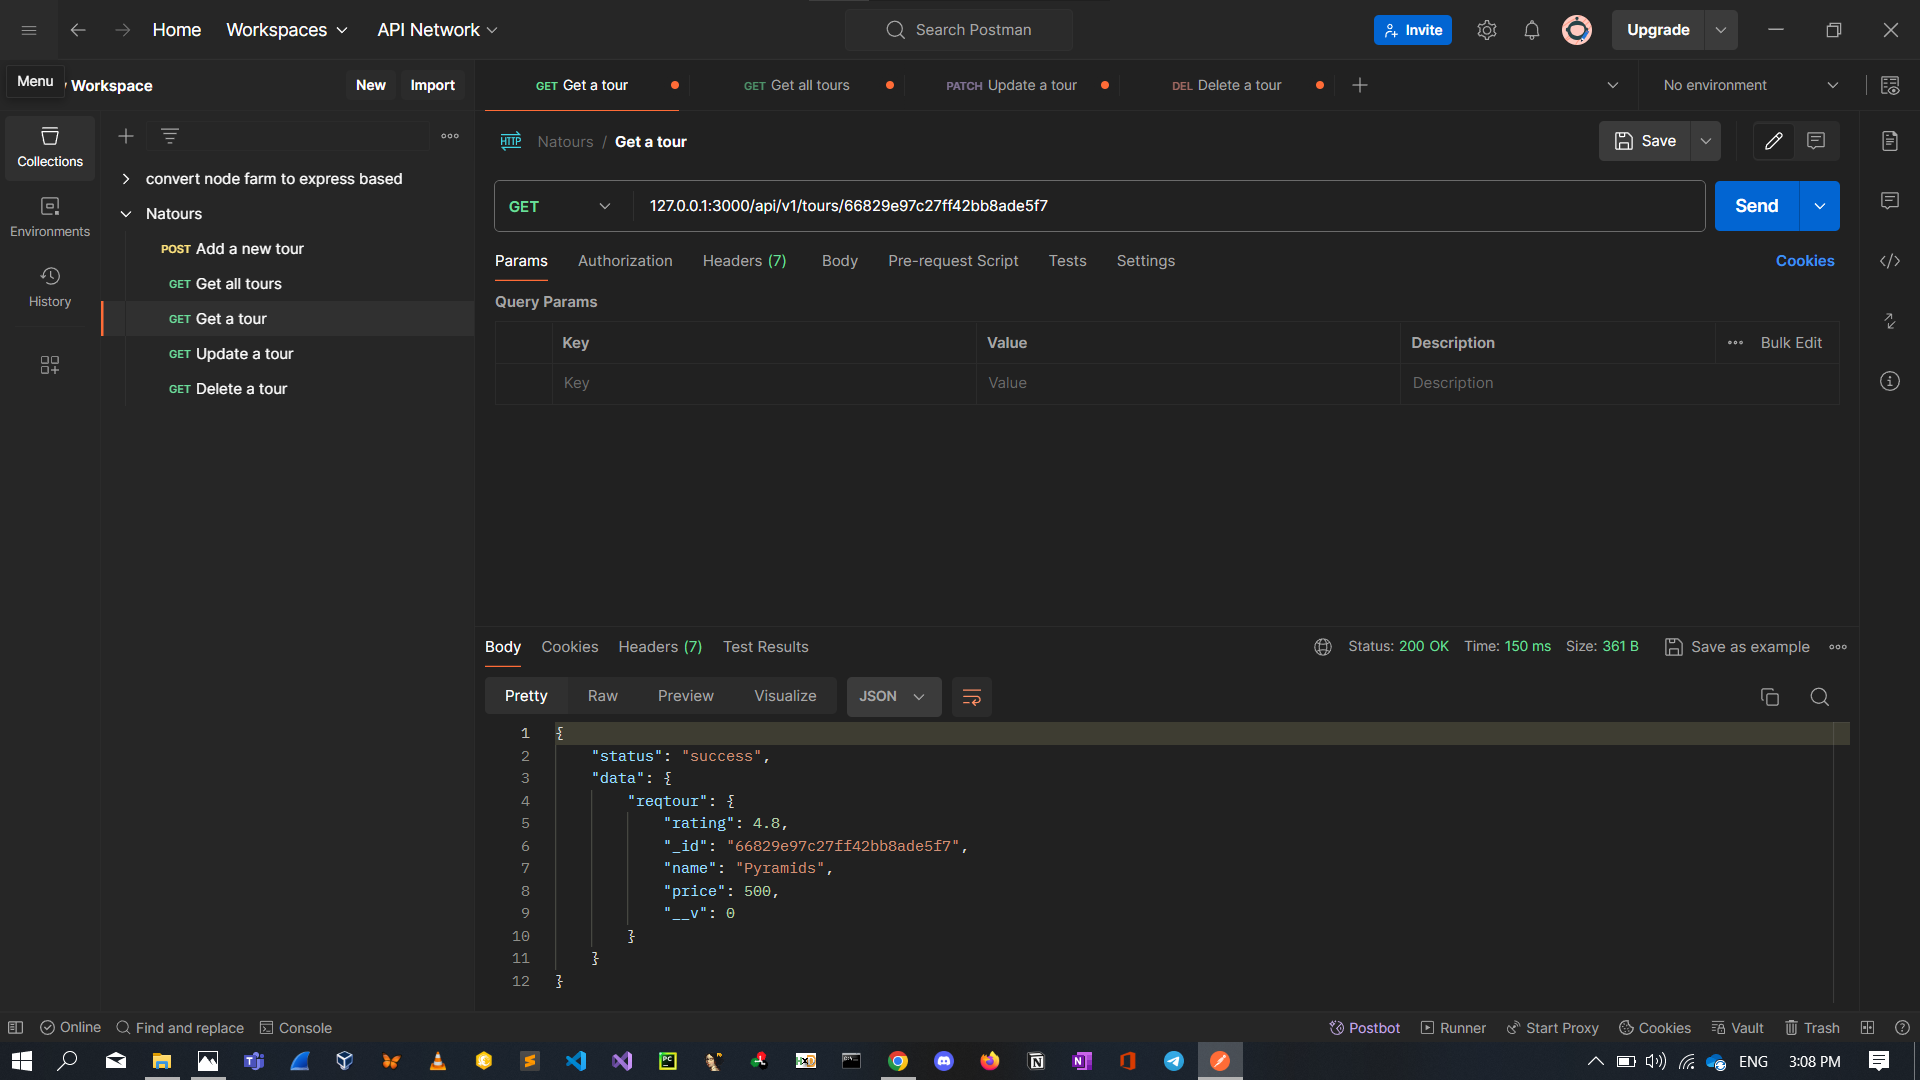 Home Workspaces API Network Search Postman Invite Upgrade
Menu Workspace New Import GET Get a tour GET Get all tours PATCH Update a tour DEL Delete a tour No environment
Collections
Environments
History
convert node farm to express based
Natours
POST Add a new tour
GET Get all tours
GET Get a tour
GET Update a tour
GET Delete a tour
HTTP Natours / Get a tour Save
GET 127.0.0.1:3000/api/v1/tours/66829e97c27ff42bb8ade5f7 Send
Params Authorization Headers (7) Body Pre-request Script Tests Settings Cookies
Query Params
Key Value Description Bulk Edit
Key Value Description
Body Cookies Headers (7) Test Results Status: 200 OK Time: 150 ms Size: 361 B Save as example
Pretty Raw Preview Visualize JSON
1 {
2 "status": "success",
3 "data": {
4 "reqtour": {
5 "rating": 4.8,
6 "_id": "66829e97c27ff42bb8ade5f7",
7 "name": "Pyramids",
8 "price": 500,
9 "__v": 0
10 }
11 }
12 }
Online Find and replace Console Postbot Runner Start Proxy Cookies Vault Trash
ENG 3:08 PM